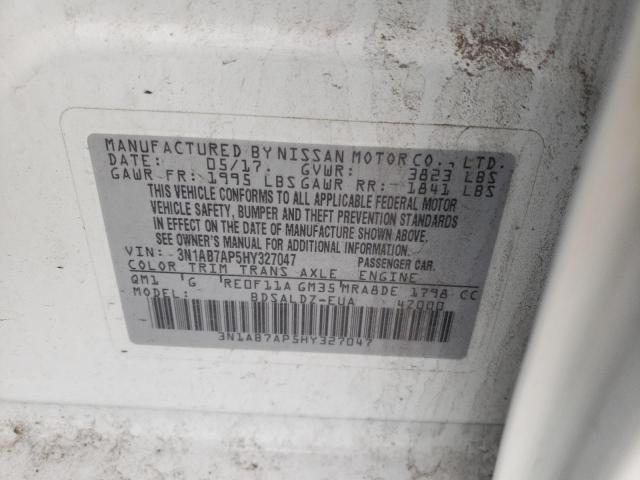 MANUFACTURED BY NISSAN MOTOR CO., LTD.
DATE: 05/17. GVWR: 3823 LBS
GAWR FR: 1995 LBS GAWR RR: 1841 LBS
THIS VEHICLE CONFORMS TO ALL APPLICABLE FEDERAL MOTOR
VEHICLE SAFETY, BUMPER AND THEFT PREVENTION STANDARDS
IN EFFECT ON THE DATE OF MANUFACTURE SHOWN ABOVE.
SEE OWNER'S MANUAL FOR ADDITIONAL INFORMATION.
VIN: 3N1AB7AP5HY327047 PASSENGER CAR.
COLOR TRIM TRANS AXLE ENGINE
QM1 G RE0F11A GM35 MRA8DE 1798 CC
BDSALDZ-EUA 47000
3N1AB7AP5HY327047